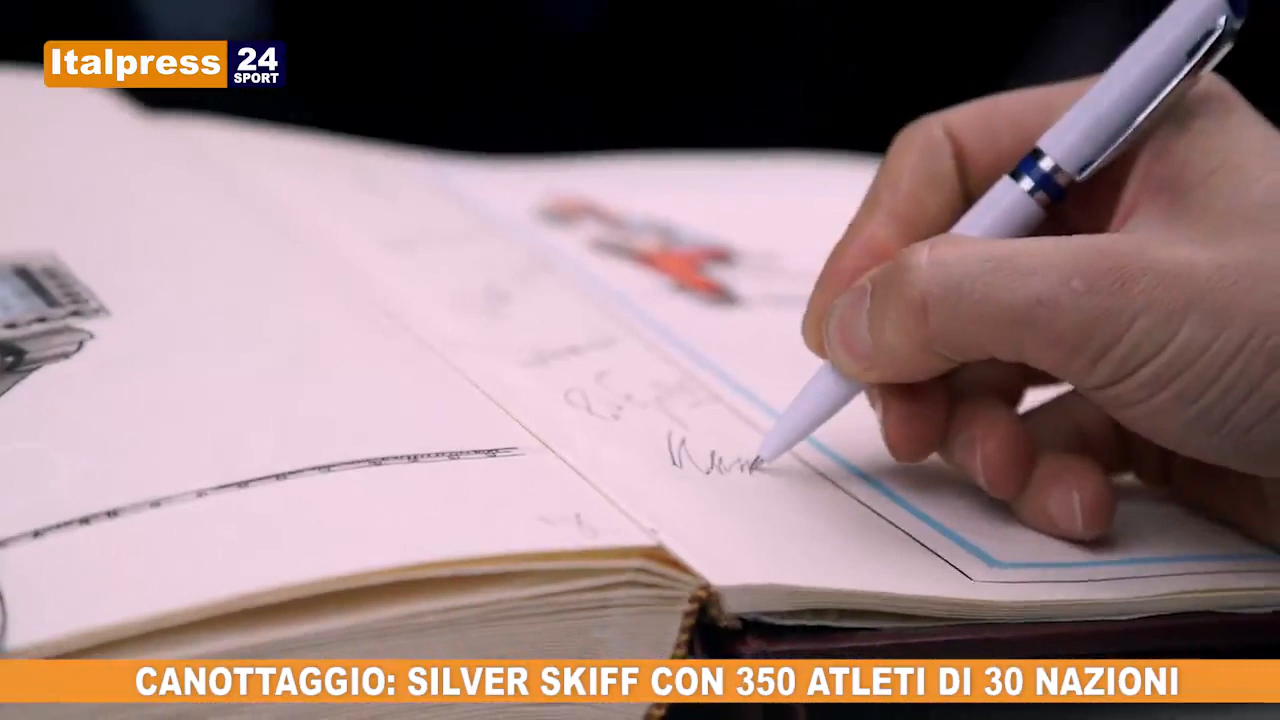 Italpress 24
SPORT
CANOTTAGGIO: SILVER SKIFF CON 350 ATLETI DI 30 NAZIONI